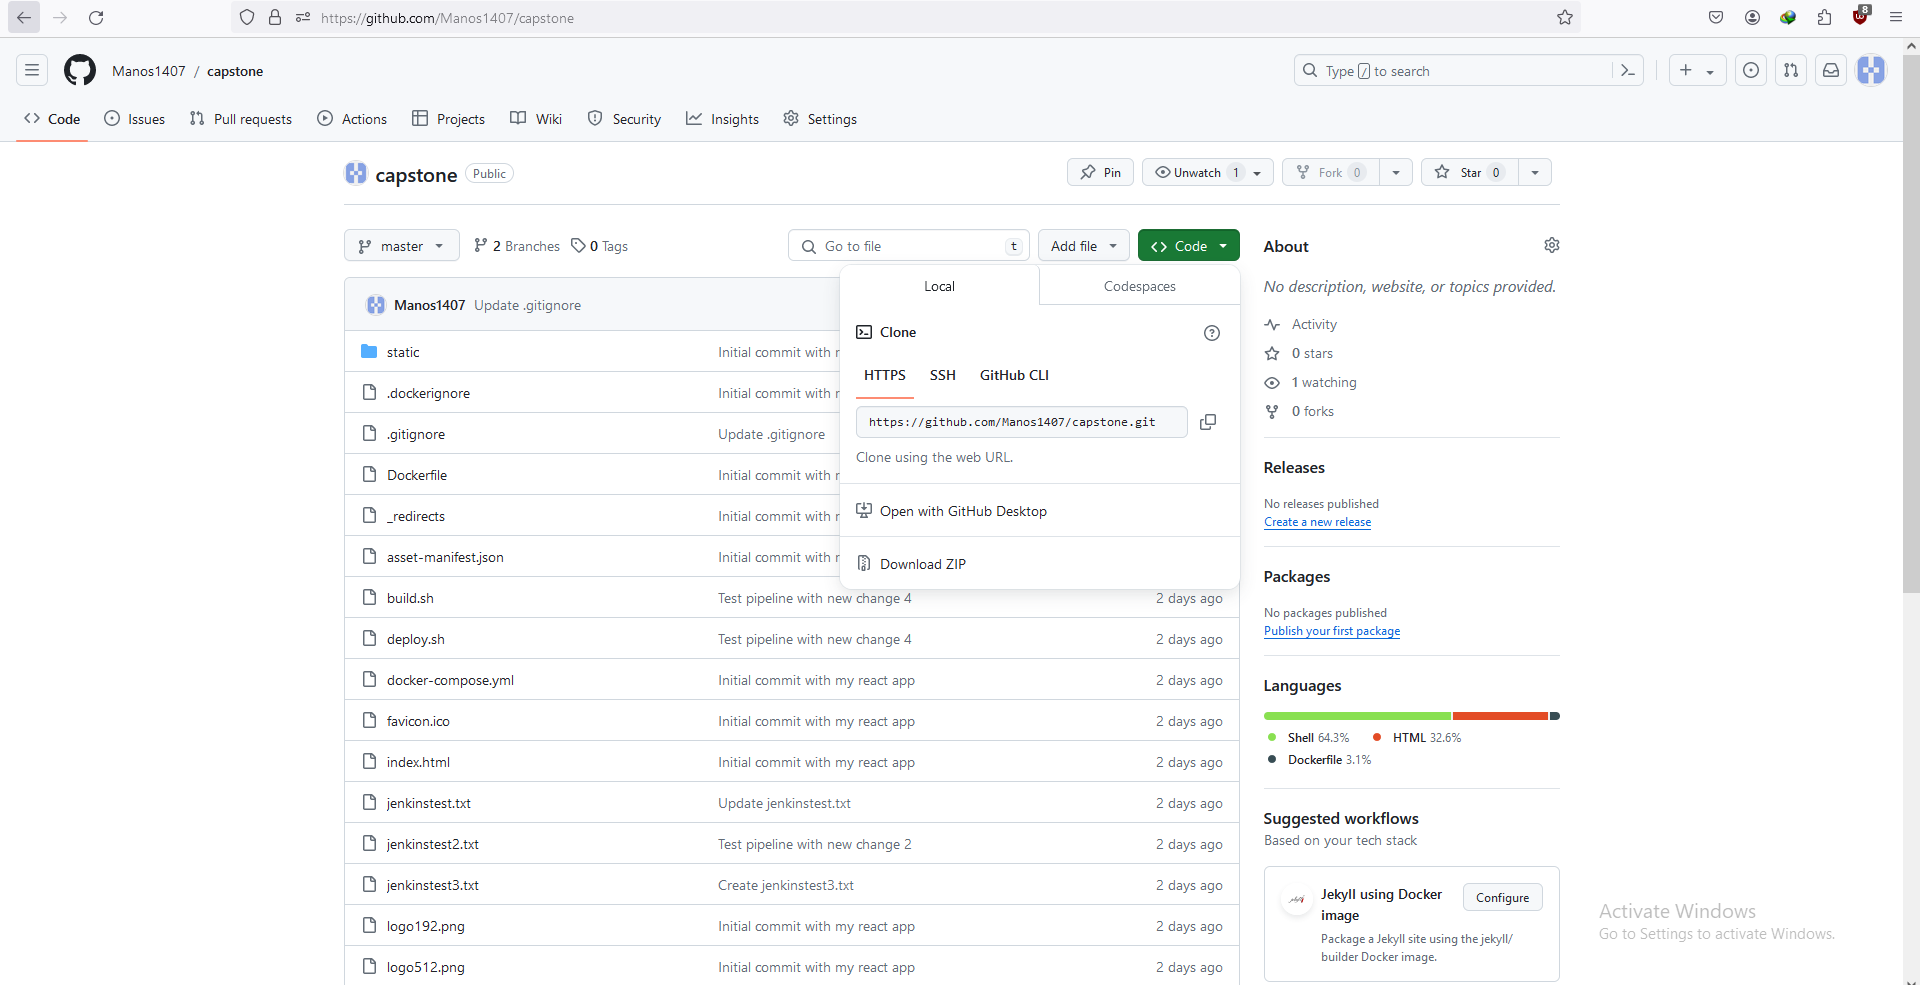 https://github.com/Manos1407/capstone
8
Manos1407 / capstone
Type / to search
Code Issues Pull requests Actions Projects Wiki Security Insights Settings
capstone Public
Pin Unwatch 1 Fork 0 Star 0
master 2 Branches 0 Tags Go to file t Add file Code
Local Codespaces
Clone
HTTPS SSH GitHub CLI
https://github.com/Manos1407/capstone.git
Clone using the web URL.
Open with GitHub Desktop
Download ZIP
Manos1407 Update .gitignore
static Initial commit with r
.dockerignore Initial commit with r
.gitignore Update .gitignore
Dockerfile Initial commit with r
_redirects Initial commit with r
asset-manifest.json Initial commit with r
build.sh Test pipeline with new change 4 2 days ago
deploy.sh Test pipeline with new change 4 2 days ago
docker-compose.yml Initial commit with my react app 2 days ago
favicon.ico Initial commit with my react app 2 days ago
index.html Initial commit with my react app 2 days ago
jenkinstest.txt Update jenkinstest.txt 2 days ago
jenkinstest2.txt Test pipeline with new change 2 2 days ago
jenkinstest3.txt Create jenkinstest3.txt 2 days ago
logo192.png Initial commit with my react app 2 days ago
logo512.png Initial commit with my react app 2 days ago
About
No description, website, or topics provided.
Activity
0 stars
1 watching
0 forks
Releases
No releases published
Create a new release
Packages
No packages published
Publish your first package
Languages
Shell 64.3% HTML 32.6%
Dockerfile 3.1%
Suggested workflows
Based on your tech stack
Jekyll using Docker
image
Configure
Package a Jekyll site using the jekyll/
builder Docker image.
Activate Windows
Go to Settings to activate Windows.